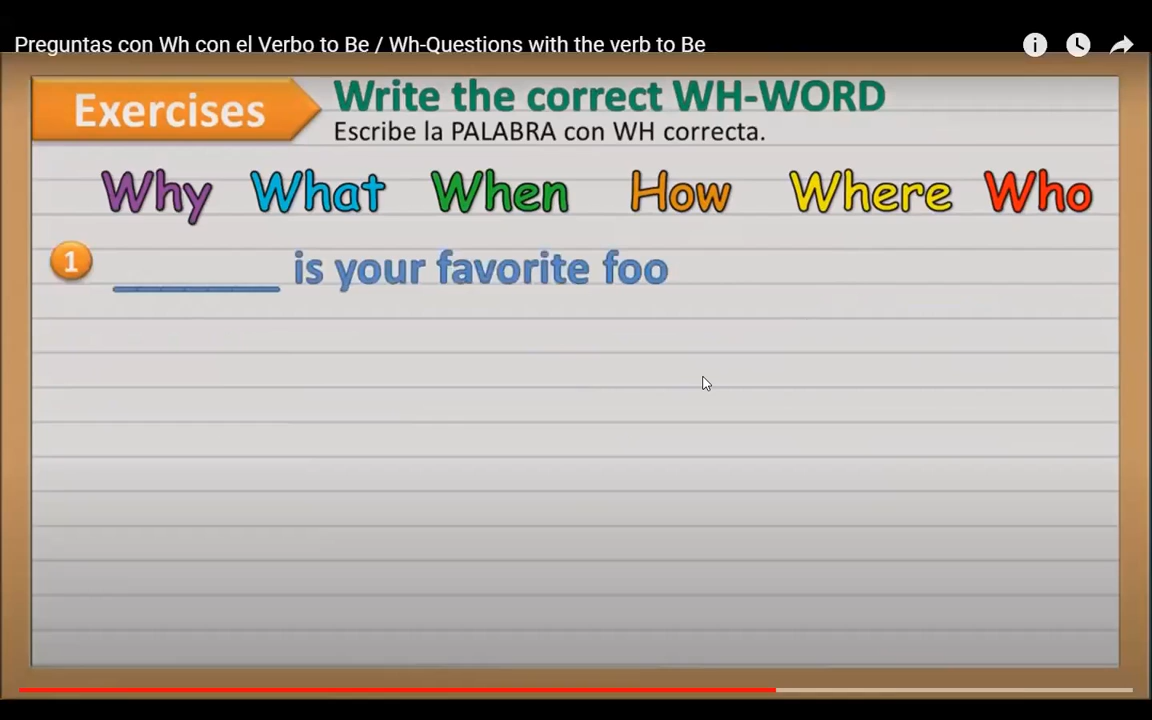 Preguntas con Wh con el Verbo to Be / Wh-Questions with the verb to Be
Exercises
Write the correct WH-WORD
Escribe la PALABRA con WH correcta.
Why What When How Where Who
1 ________ is your favorite foo